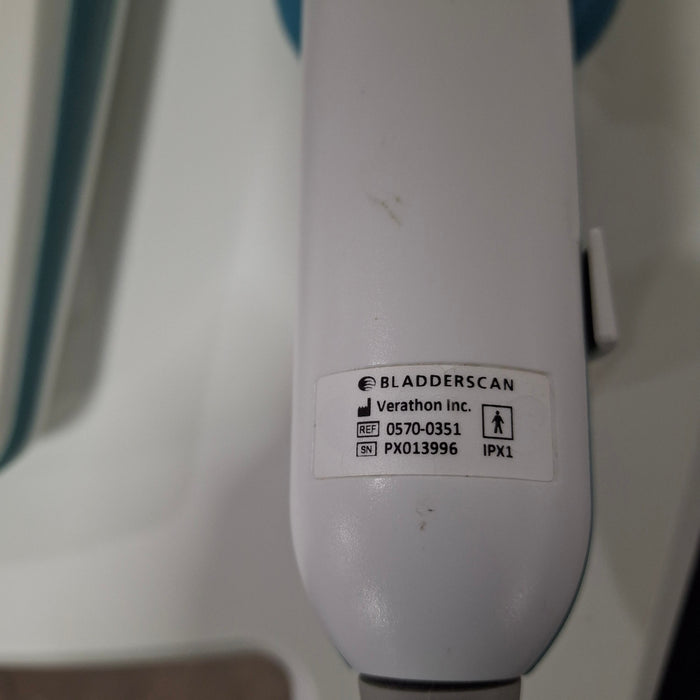 BLADDERSCAN
Verathon Inc.
REF 0570-0351
SN PX013996 IPX1